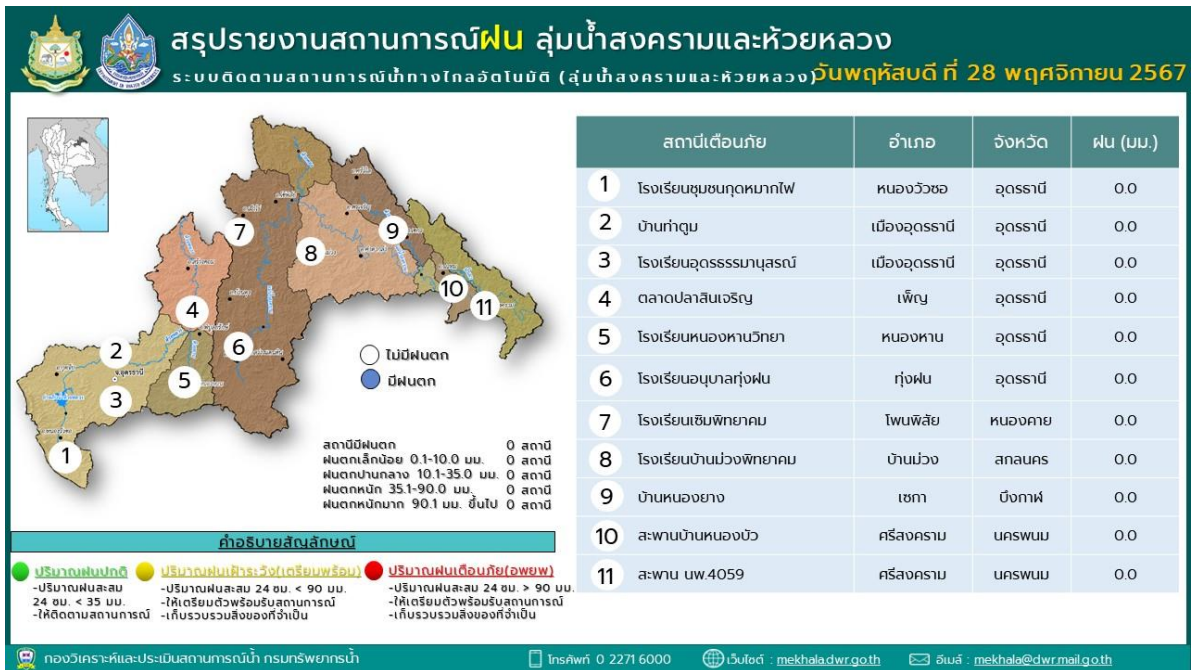 สรุปรายงานสถานการณ์ฝน ลุ่มน้ำสงครามและห้วยหลวง
ระบบติดตามสถานการณ์น้ำทางไกลอัตโนมัติ (ลุ่มน้ำสงครามและห้วยหลวง)
วันพฤหัสบดี ที่ 28 พฤศจิกายน 2567
สถานีเตือนภัย อำเภอ จังหวัด ฝน (มม.)
1 โรงเรียนชุมชนกุดหมากไฟ หนองวัวซอ อุดรธานี 0.0
2 บ้านท่าตูม เมืองอุดรธานี อุดรธานี 0.0
3 โรงเรียนอุดรธรรมานุสรณ์ เมืองอุดรธานี อุดรธานี 0.0
4 ตลาดปลาสินเจริญ เพ็ญ อุดรธานี 0.0
5 โรงเรียนหนองหานวิทยา หนองหาน อุดรธานี 0.0
6 โรงเรียนอนุบาลทุ่งฝน ทุ่งฝน อุดรธานี 0.0
7 โรงเรียนเซิมพิทยาคม โพนพิสัย หนองคาย 0.0
8 โรงเรียนบ้านม่วงพิทยาคม บ้านม่วง สกลนคร 0.0
9 บ้านหนองยาง เซกา บึงกาฬ 0.0
10 สะพานบ้านหนองบัว ศรีสงคราม นครพนม 0.0
11 สะพาน นพ.4059 ศรีสงคราม นครพนม 0.0
7
9
8
10
11
4
6
2
5
3
1
ไม่มีฝนตก
มีฝนตก
สถานีมีฝนตก 0 สถานี
ฝนตกเล็กน้อย 0.1-10.0 มม. 0 สถานี
ฝนตกปานกลาง 10.1-35.0 มม. 0 สถานี
ฝนตกหนัก 35.1-90.0 มม. 0 สถานี
ฝนตกหนักมาก 90.1 มม. ขึ้นไป 0 สถานี
คำอธิบายสัญลักษณ์
ปริมาณฝนปกติ
-ปริมาณฝนสะสม
24 ชม. < 35 มม.
-ให้ติดตามสถานการณ์
ปริมาณฝนเฝ้าระวัง(เตรียมพร้อม)
-ปริมาณฝนสะสม 24 ชม. < 90 มม.
-ให้เตรียมตัวพร้อมรับสถานการณ์
-เก็บรวบรวมสิ่งของที่จำเป็น
ปริมาณฝนเตือนภัย(อพยพ)
-ปริมาณฝนสะสม 24 ชม. > 90 มม.
-ให้เตรียมตัวพร้อมรับสถานการณ์
-เก็บรวบรวมสิ่งของที่จำเป็น
กองวิเคราะห์และประเมินสถานการณ์น้ำ กรมทรัพยากรน้ำ
โทรศัพท์ 0 2271 6000
เว็บไซต์ : mekhala.dwr.go.th
อีเมล์ : mekhala@dwr.mail.go.th